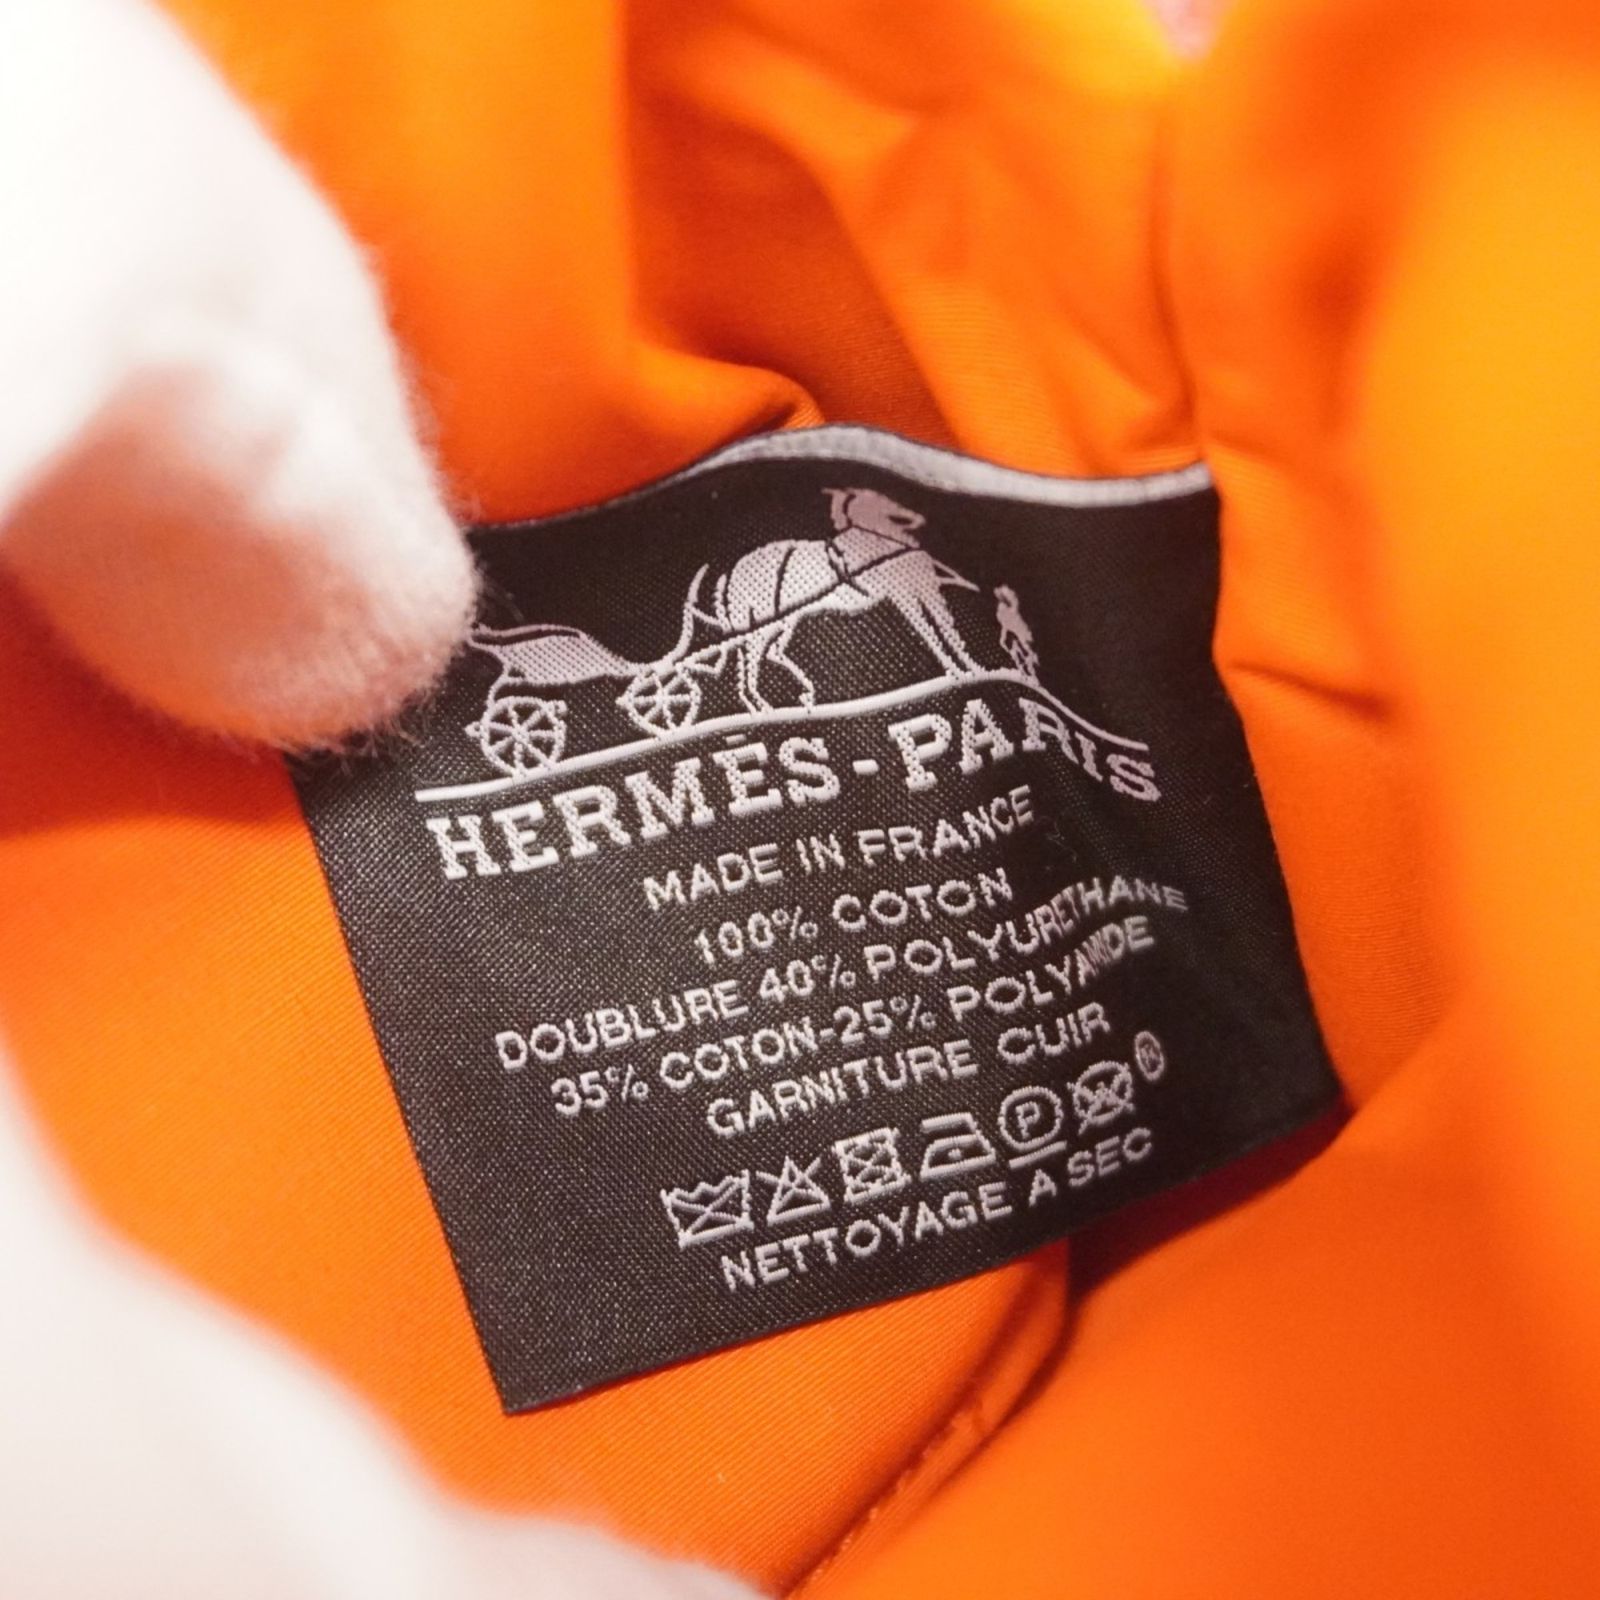 HERMÈS-PARIS
MADE IN FRANCE
100% COTON
DOUBLURE 40% POLYURETHANE
35% COTON-25% POLYAMIDE
GARNITURE CUIR
P W ®
NETTOYAGE A SEC